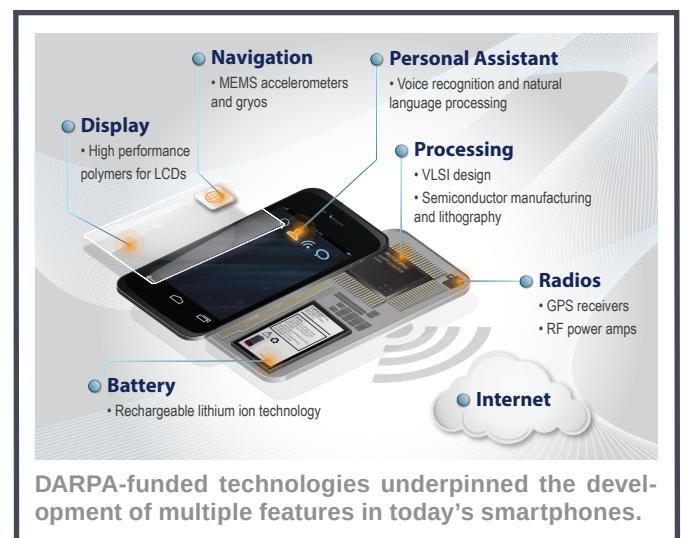 Navigation
• MEMS accelerometers
and gryos
Personal Assistant
• Voice recognition and natural
language processing
Display
• High performance
polymers for LCDs
Processing
• VLSI design
• Semiconductor manufacturing
and lithography
Radios
• GPS receivers
• RF power amps
Battery
• Rechargeable lithium ion technology
Internet
DARPA-funded technologies underpinned the devel-
opment of multiple features in today's smartphones.